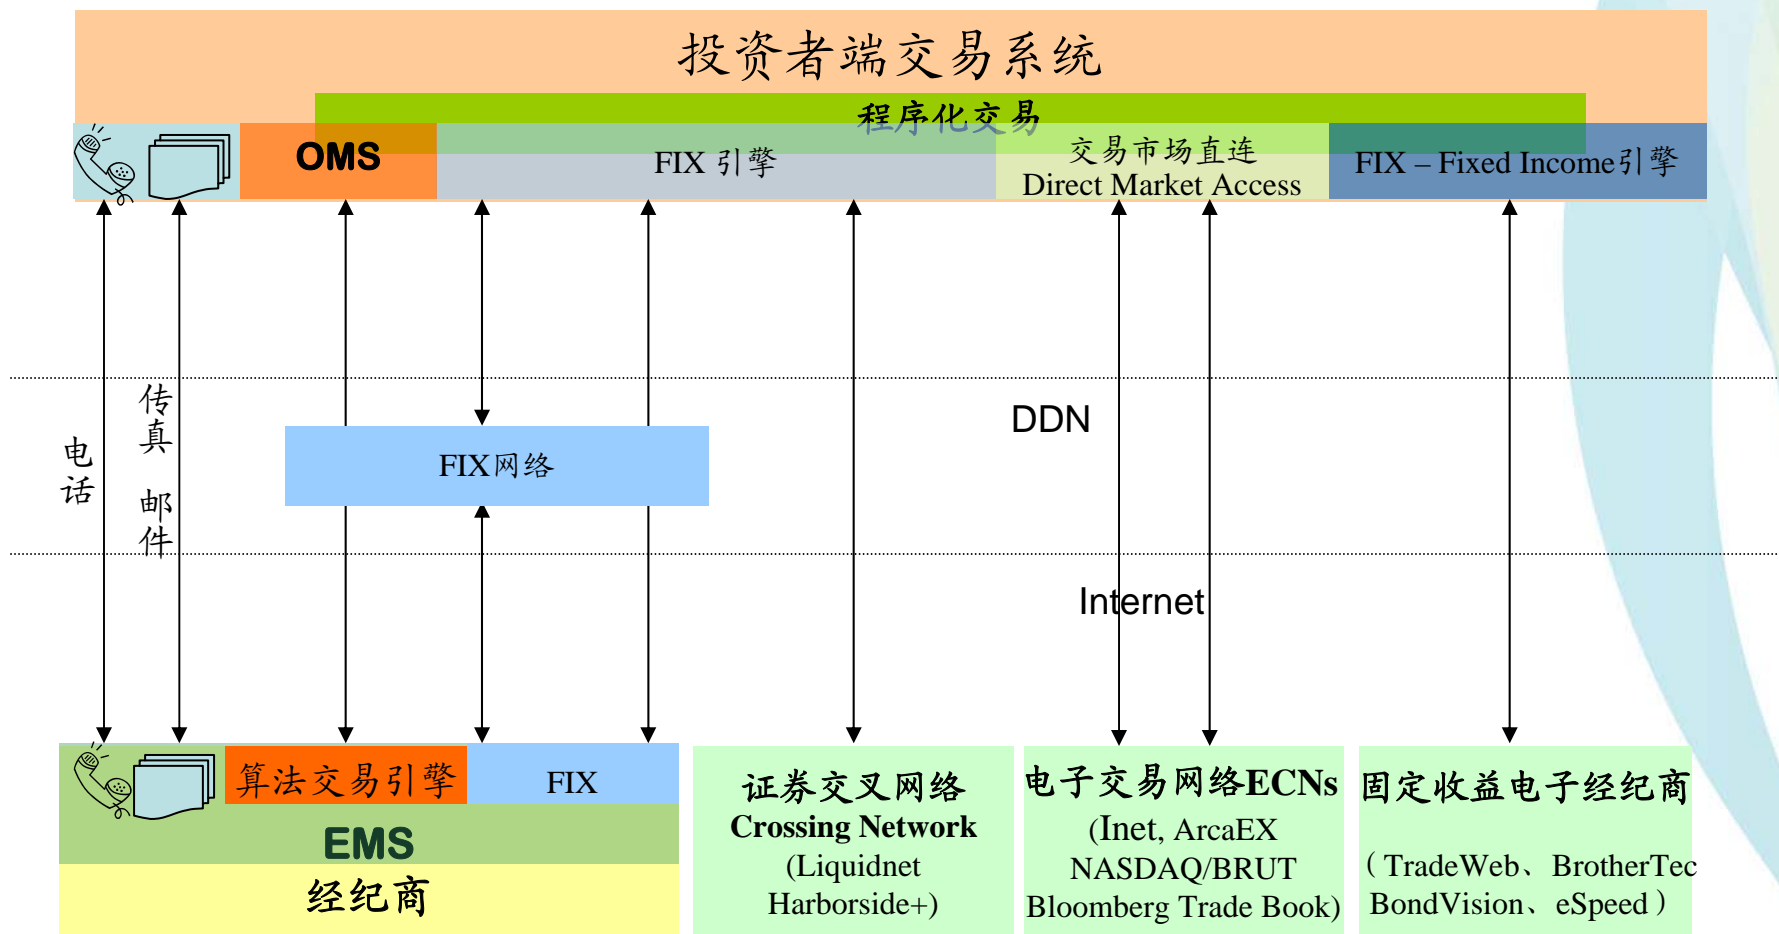 投资者端交易系统
程序化交易
OMS
FIX 引擎
交易市场直连
Direct Market Access
FIX – Fixed Income引擎
电话
传真 邮件
FIX网络
DDN
Internet
算法交易引擎
FIX
EMS
经纪商
证券交叉网络
Crossing Network
(Liquidnet
Harborside+)
电子交易网络ECNs
(Inet, ArcaEX
NASDAQ/BRUT
Bloomberg Trade Book)
固定收益电子经纪商
（TradeWeb、BrotherTec
BondVision、eSpeed）